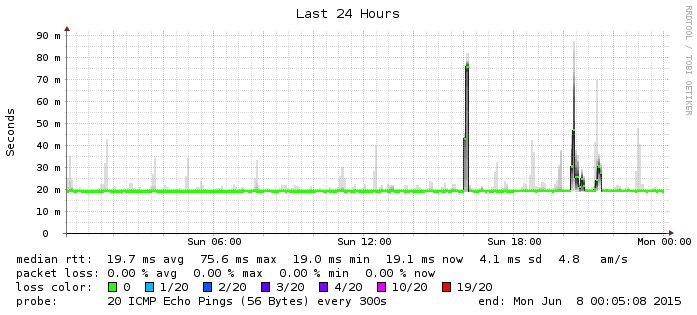 Last 24 Hours
RRDTOOL / TOBI OETIKER
Seconds
90 m
80 m
70 m
60 m
50 m
40 m
30 m
20 m
10 m
0
Sun 06:00 Sun 12:00 Sun 18:00 Mon 00:00
median rtt: 19.7 ms avg 75.6 ms max 19.0 ms min 19.1 ms now 4.1 ms sd 4.8 am/s
packet loss: 0.00 % avg 0.00 % max 0.00 % min 0.00 % now
loss color: 0 1/20 2/20 3/20 4/20 10/20 19/20
probe: 20 ICMP Echo Pings (56 Bytes) every 300s end: Mon Jun 8 00:05:08 2015